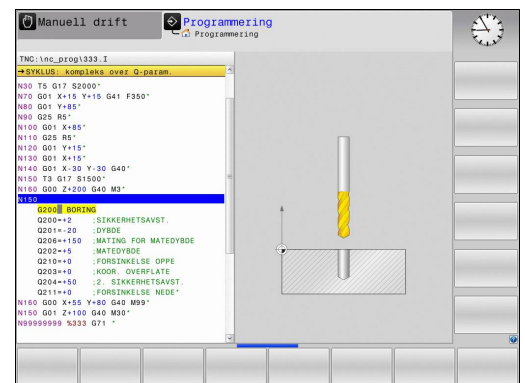 Manuell drift
Programmering
Programmering
TNC:\nc_prog\333.I
→SYKLUS: kompleks over Q-param.
N30 T5 G17 S2000*
N70 G01 X+15 Y+15 G41 F350*
N80 G01 Y+85*
N90 G25 R5*
N100 G01 X+85*
N110 G25 R5*
N120 G01 Y+15*
N130 G01 X+15*
N140 G01 X-30 Y-30 G40*
N150 T3 G17 S1500*
N160 G00 Z+200 G40 M3*
N150
G200 BORING
Q200=+2 ;SIKKERHETSAVST.
Q201=-20 ;DYBDE
Q206=+150 ;MATING FOR MATEDYBDE
Q202=+5 ;MATEDYBDE
Q210=+0 ;FORSINKELSE OPPE
Q203=+0 ;KOOR. OVERFLATE
Q204=+50 ;2. SIKKERHETSAVST.
Q211=+0 ;FORSINKELSE NEDE*
N160 G00 X+55 Y+80 G40 M99*
N150 G01 Z+100 G40 M30*
N99999999 %333 G71 *